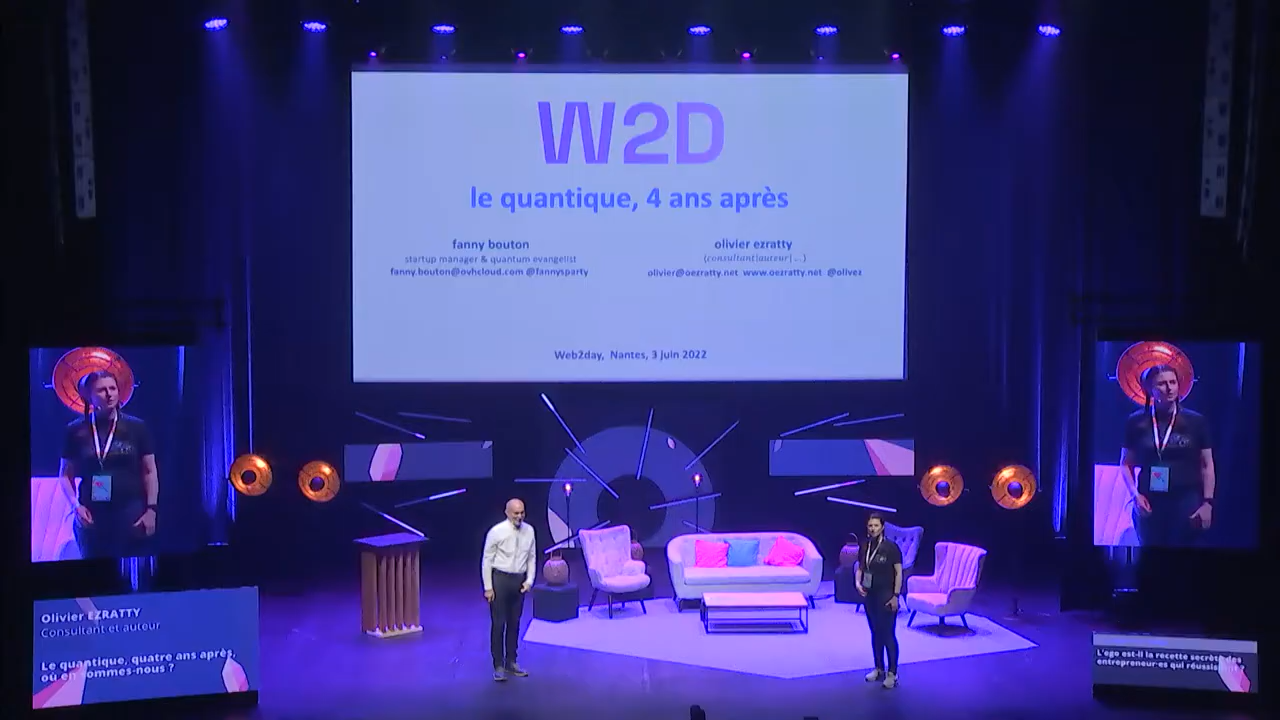 W2D
le quantique, 4 ans après
fanny bouton
startup manager & quantum evangelist
fanny.bouton@ovhcloud.com @fannysparty
olivier ezratty
(consultant|auteur| ...)
olivier@oezratty.net www.oezratty.net @olivez
Web2day, Nantes, 3 juin 2022
Olivier EZRATTY
Consultant et auteur
Le quantique, quatre ans après,
où en sommes-nous ?
L'ego est-il la recette secrète des
entrepreneur·es qui réussissent ?